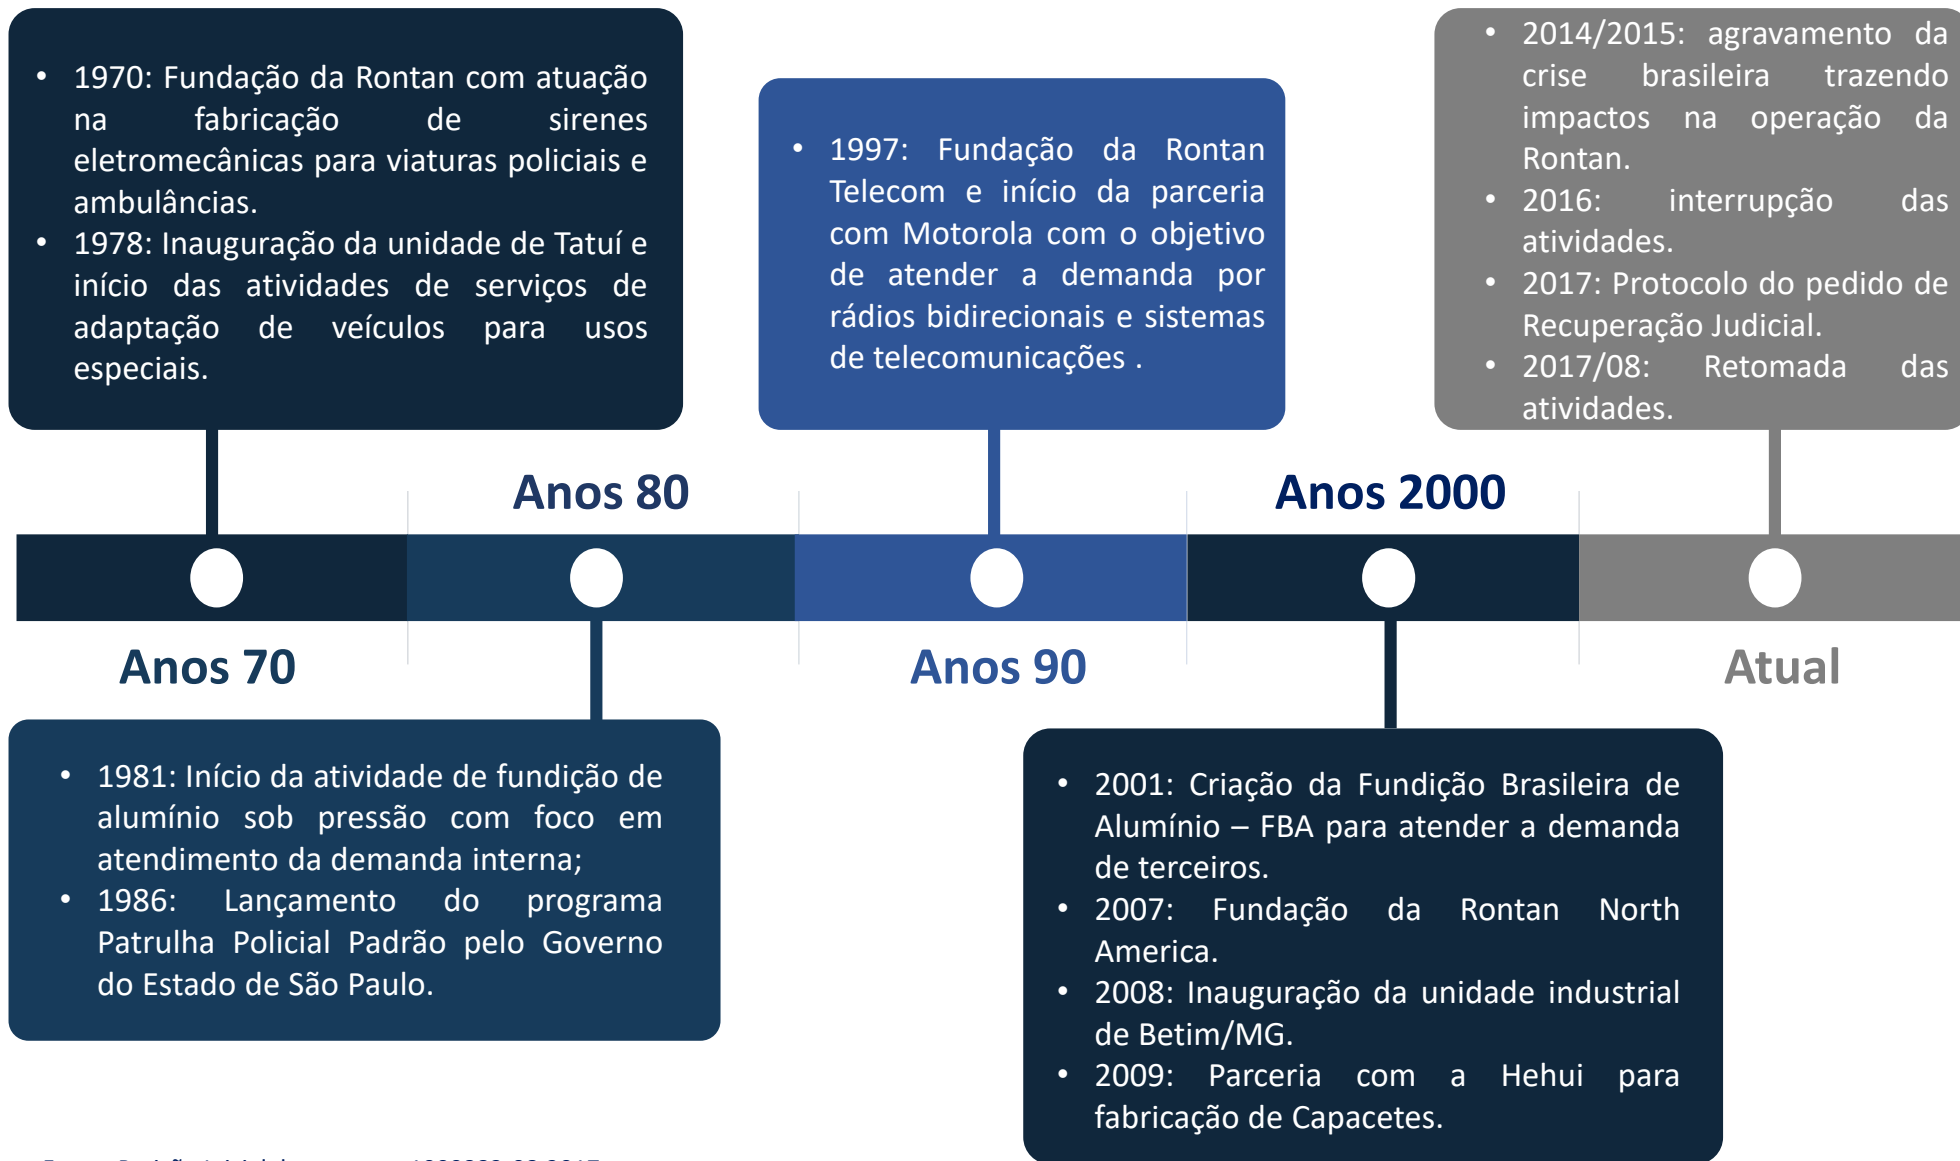 • 1970: Fundação da Rontan com atuação
na fabricação de sirenes
eletromecânicas para viaturas policiais e
ambulâncias.
• 1978: Inauguração da unidade de Tatuí e
início das atividades de serviços de
adaptação de veículos para usos
especiais.
• 1997: Fundação da Rontan
Telecom e início da parceria
com Motorola com o objetivo
de atender a demanda por
rádios bidirecionais e sistemas
de telecomunicações .
• 2014/2015: agravamento da
crise brasileira trazendo
impactos na operação da
Rontan.
• 2016: interrupção das
atividades.
• 2017: Protocolo do pedido de
Recuperação Judicial.
• 2017/08: Retomada das
atividades.
Anos 80
Anos 2000
Anos 70
Anos 90
Atual
• 1981: Início da atividade de fundição de
alumínio sob pressão com foco em
atendimento da demanda interna;
• 1986: Lançamento do programa
Patrulha Policial Padrão pelo Governo
do Estado de São Paulo.
• 2001: Criação da Fundição Brasileira de
Alumínio – FBA para atender a demanda
de terceiros.
• 2007: Fundação da Rontan North
America.
• 2008: Inauguração da unidade industrial
de Betim/MG.
• 2009: Parceria com a Hehui para
fabricação de Capacetes.